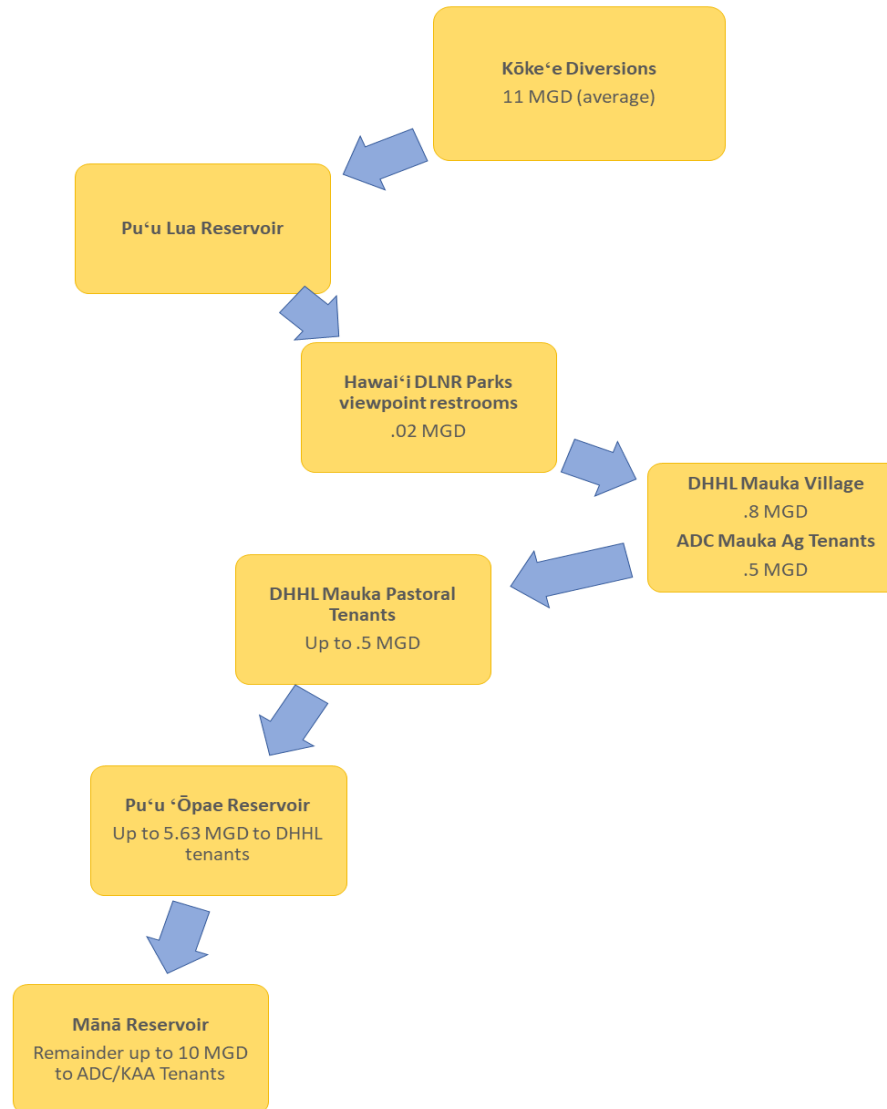 Kōkeʻe Diversions
11 MGD (average)
Puʻu Lua Reservoir
Hawaiʻi DLNR Parks
viewpoint restrooms
.02 MGD
DHHL Mauka Village
.8 MGD
ADC Mauka Ag Tenants
.5 MGD
DHHL Mauka Pastoral
Tenants
Up to .5 MGD
Puʻu ʻŌpae Reservoir
Up to 5.63 MGD to DHHL
tenants
Mānā Reservoir
Remainder up to 10 MGD
to ADC/KAA Tenants